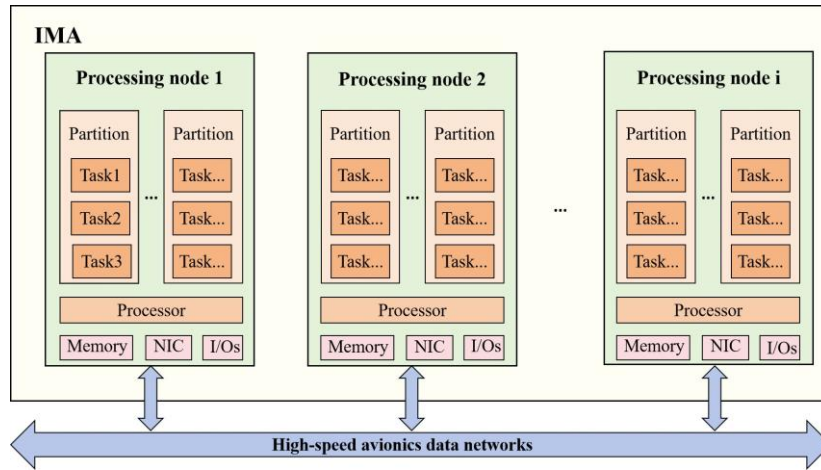 IMA
Processing node 1
Partition
Task1
Task2
Task3
...
Partition
Task...
Task...
Task...
Processor
Memory
NIC
I/Os
Processing node 2
Partition
Task...
Task...
Task...
...
Partition
Task...
Task...
Task...
Processor
Memory
NIC
I/Os
...
Processing node i
Partition
Task...
Task...
Task...
...
Partition
Task...
Task...
Task...
Processor
Memory
NIC
I/Os
High-speed avionics data networks